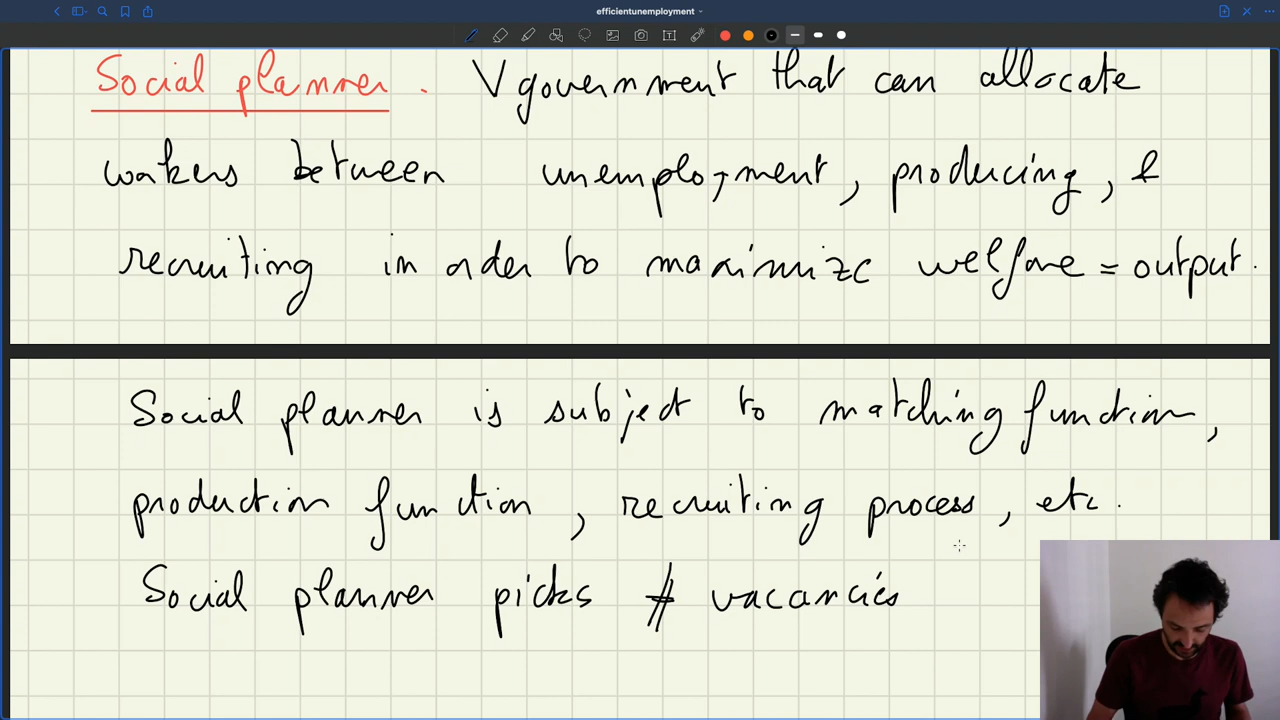 efficientunemployment
Social planner. V government that can allocate
workers between unemployment, producing, &
recruiting in order to maximize welfare = output.
Social planner is subject to matching function,
production function, recruiting process, etc.
Social planner picks # vacancies